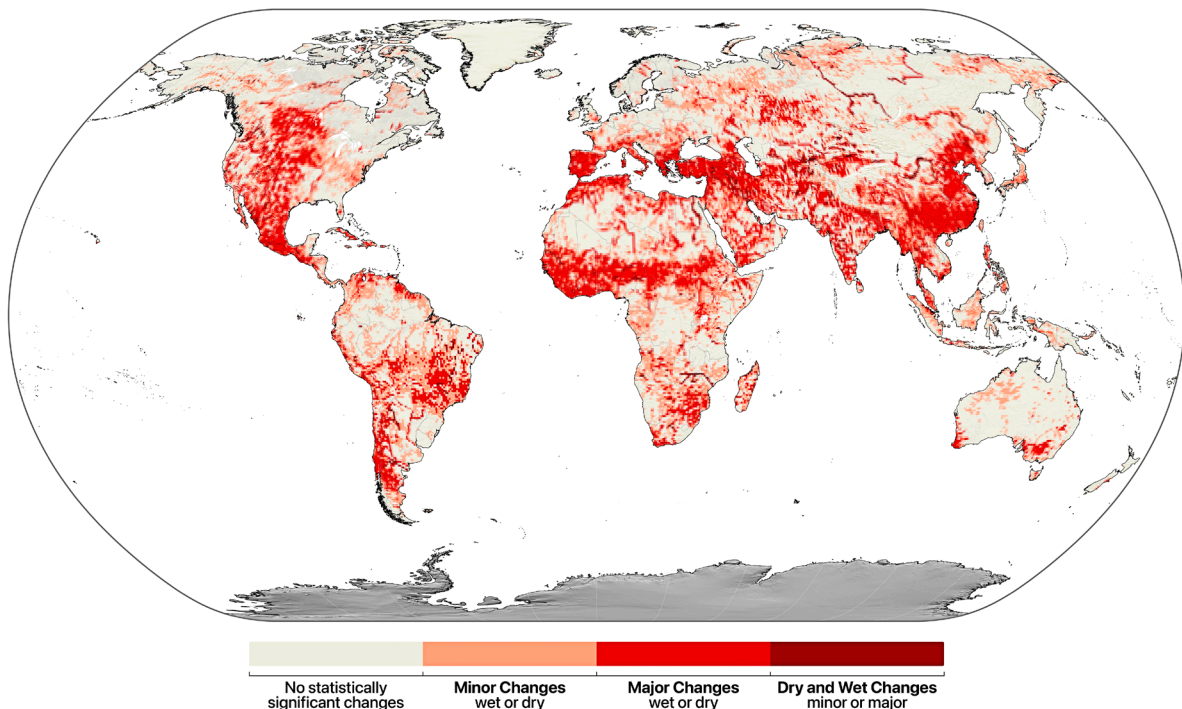 No statistically
significant changes
Minor Changes
wet or dry
Major Changes
wet or dry
Dry and Wet Changes
minor or major